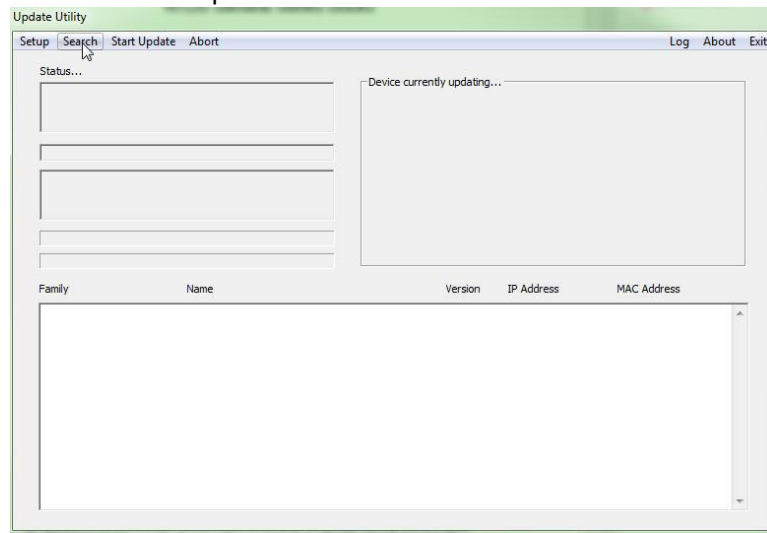 Update Utility
Setup Search Start Update Abort Log About Exit
Status...
Device currently updating...
Family Name Version IP Address MAC Address